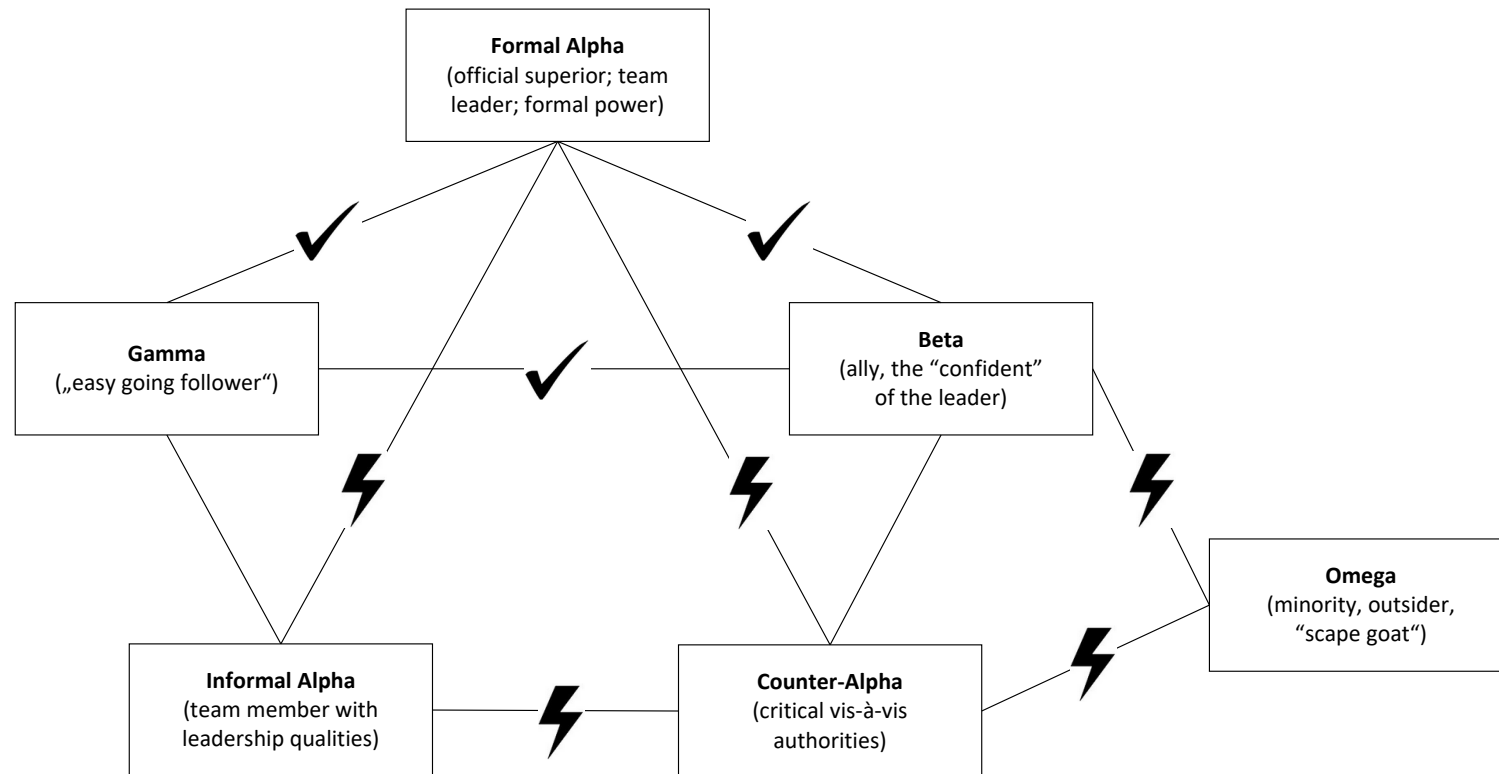 Formal Alpha
(official superior; team
leader; formal power)
Gamma
(„easy going follower“)
Beta
(ally, the “confident”
of the leader)
Omega
(minority, outsider,
“scape goat“)
Informal Alpha
(team member with
leadership qualities)
Counter-Alpha
(critical vis-à-vis
authorities)